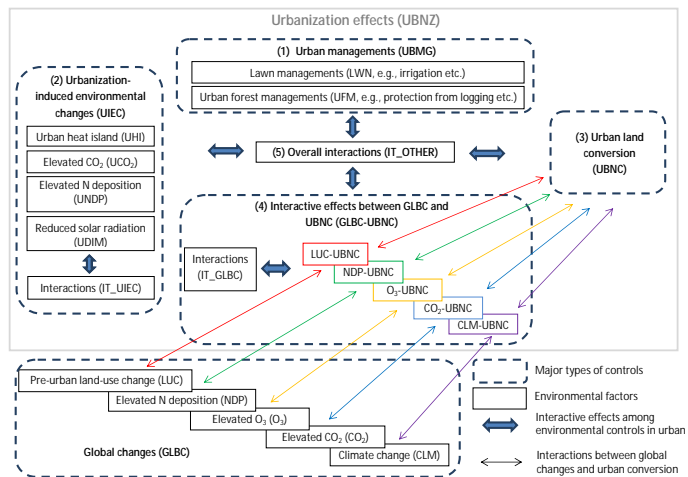 Urbanization effects (UBNZ)
(1) Urban managements (UBMG)
Lawn managements (LWN, e.g., irrigation etc.)
Urban forest managements (UFM, e.g., protection from logging etc.)
(2) Urbanization-
induced environmental
changes (UIEC)
Urban heat island (UHI)
Elevated CO₂ (UCO₂)
Elevated N deposition
(UNDP)
Reduced solar radiation
(UDIM)
Interactions (IT_UIEC)
(5) Overall interactions (IT_OTHER)
(3) Urban land
conversion
(UBNC)
(4) Interactive effects between GLBC and
UBNC (GLBC-UBNC)
Interactions
(IT_GLBC)
LUC-UBNC
NDP-UBNC
O₃-UBNC
CO₂-UBNC
CLM-UBNC
Pre-urban land-use change (LUC)
Elevated N deposition (NDP)
Elevated O₃ (O₃)
Elevated CO₂ (CO₂)
Climate change (CLM)
Global changes (GLBC)
Major types of controls
Environmental factors
Interactive effects among
environmental controls in urban
Interactions between global
changes and urban conversion